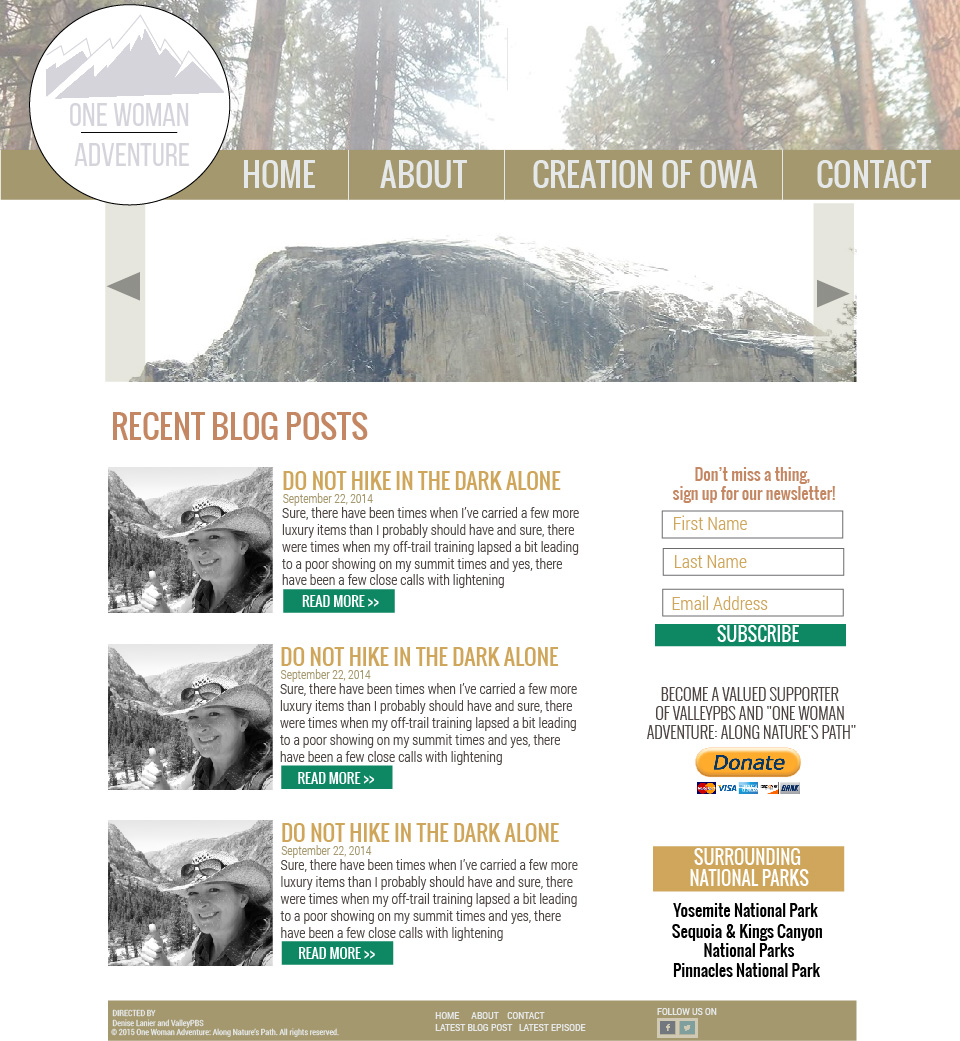 ONE WOMAN
ADVENTURE
HOME
ABOUT
CREATION OF OWA
CONTACT
RECENT BLOG POSTS
DO NOT HIKE IN THE DARK ALONE
September 22, 2014
Sure, there have been times when I've carried a few more
luxury items than I probably should have and sure, there
were times when my off-trail training lapsed a bit leading
to a poor showing on my summit times and yes, there
have been a few close calls with lightening
READ MORE >>
DO NOT HIKE IN THE DARK ALONE
September 22, 2014
Sure, there have been times when I've carried a few more
luxury items than I probably should have and sure, there
were times when my off-trail training lapsed a bit leading
to a poor showing on my summit times and yes, there
have been a few close calls with lightening
READ MORE >>
DO NOT HIKE IN THE DARK ALONE
September 22, 2014
Sure, there have been times when I've carried a few more
luxury items than I probably should have and sure, there
were times when my off-trail training lapsed a bit leading
to a poor showing on my summit times and yes, there
have been a few close calls with lightening
READ MORE >>
Don't miss a thing,
sign up for our newsletter!
First Name
Last Name
Email Address
SUBSCRIBE
BECOME A VALUED SUPPORTER
OF VALLEYPBS AND "ONE WOMAN
ADVENTURE: ALONG NATURE'S PATH"
Donate
VISA
BANK
SURROUNDING
NATIONAL PARKS
Yosemite National Park
Sequoia & Kings Canyon
National Parks
Pinnacles National Park
DIRECTED BY
Denise Lanier and ValleyPBS
© 2015 One Woman Adventure: Along Nature's Path. All rights reserved.
HOME ABOUT CONTACT
LATEST BLOG POST LATEST EPISODE
FOLLOW US ON